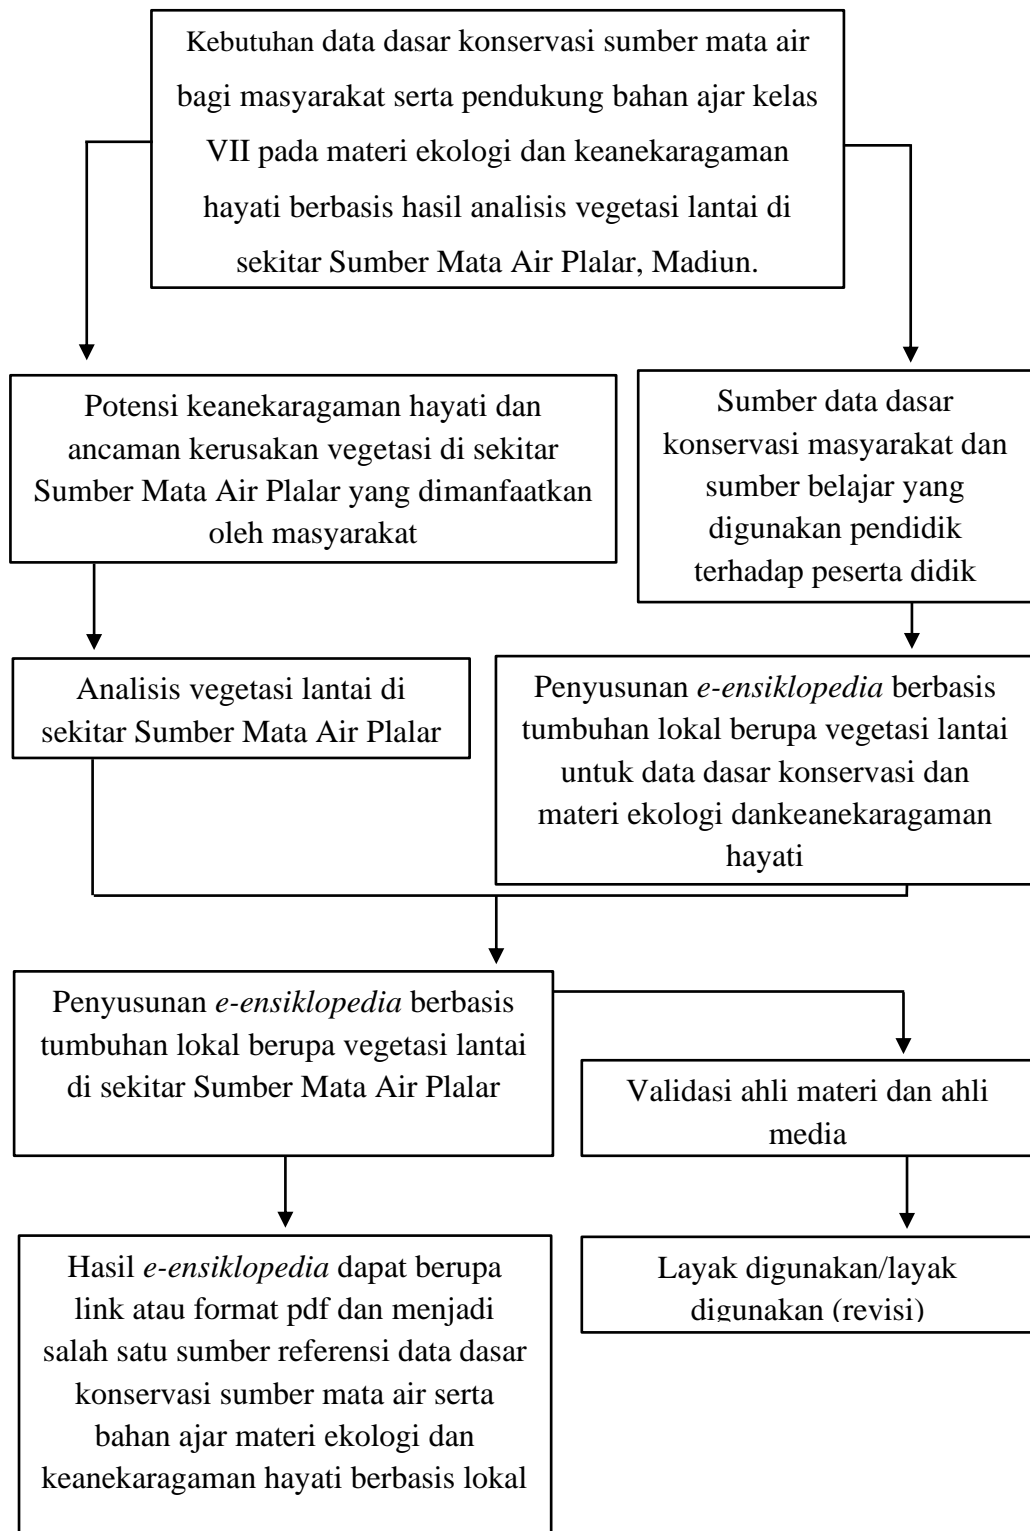 Kebutuhan data dasar konservasi sumber mata air
bagi masyarakat serta pendukung bahan ajar kelas
VII pada materi ekologi dan keanekaragaman
hayati berbasis hasil analisis vegetasi lantai di
sekitar Sumber Mata Air Plalar, Madiun.
Potensi keanekaragaman hayati dan
ancaman kerusakan vegetasi di sekitar
Sumber Mata Air Plalar yang dimanfaatkan
oleh masyarakat
Sumber data dasar
konservasi masyarakat dan
sumber belajar yang
digunakan pendidik
terhadap peserta didik
Analisis vegetasi lantai di
sekitar Sumber Mata Air Plalar
Penyusunan e-ensiklopedia berbasis
tumbuhan lokal berupa vegetasi lantai
untuk data dasar konservasi dan
materi ekologi dankeanekaragaman
hayati
Penyusunan e-ensiklopedia berbasis
tumbuhan lokal berupa vegetasi lantai
di sekitar Sumber Mata Air Plalar
Validasi ahli materi dan ahli
media
Hasil e-ensiklopedia dapat berupa
link atau format pdf dan menjadi
salah satu sumber referensi data dasar
konservasi sumber mata air serta
bahan ajar materi ekologi dan
keanekaragaman hayati berbasis lokal
Layak digunakan/layak
digunakan (revisi)